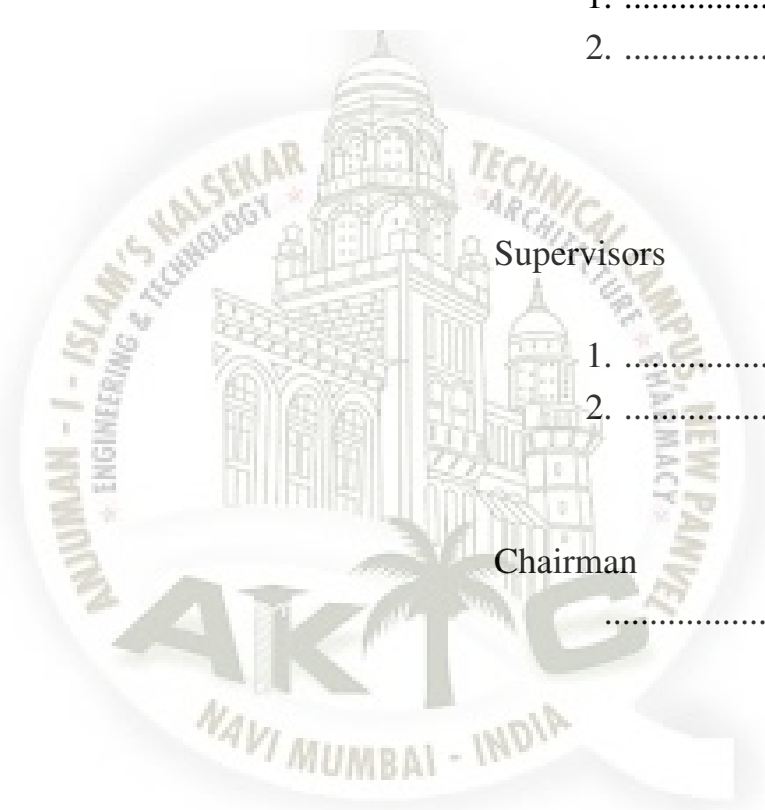 1. ................
2. ................
ANJUMAN - I - ISLAM'S KALSEKAR
TECHNICAL CAMPUS, NEW PANVEL
ENGINEERING & TECHNOLOGY * ARCHITECTURE * PHARMACY *
Supervisors
1. ................
2. ................
Chairman
................
AKTC
NAVI MUMBAI - INDIA